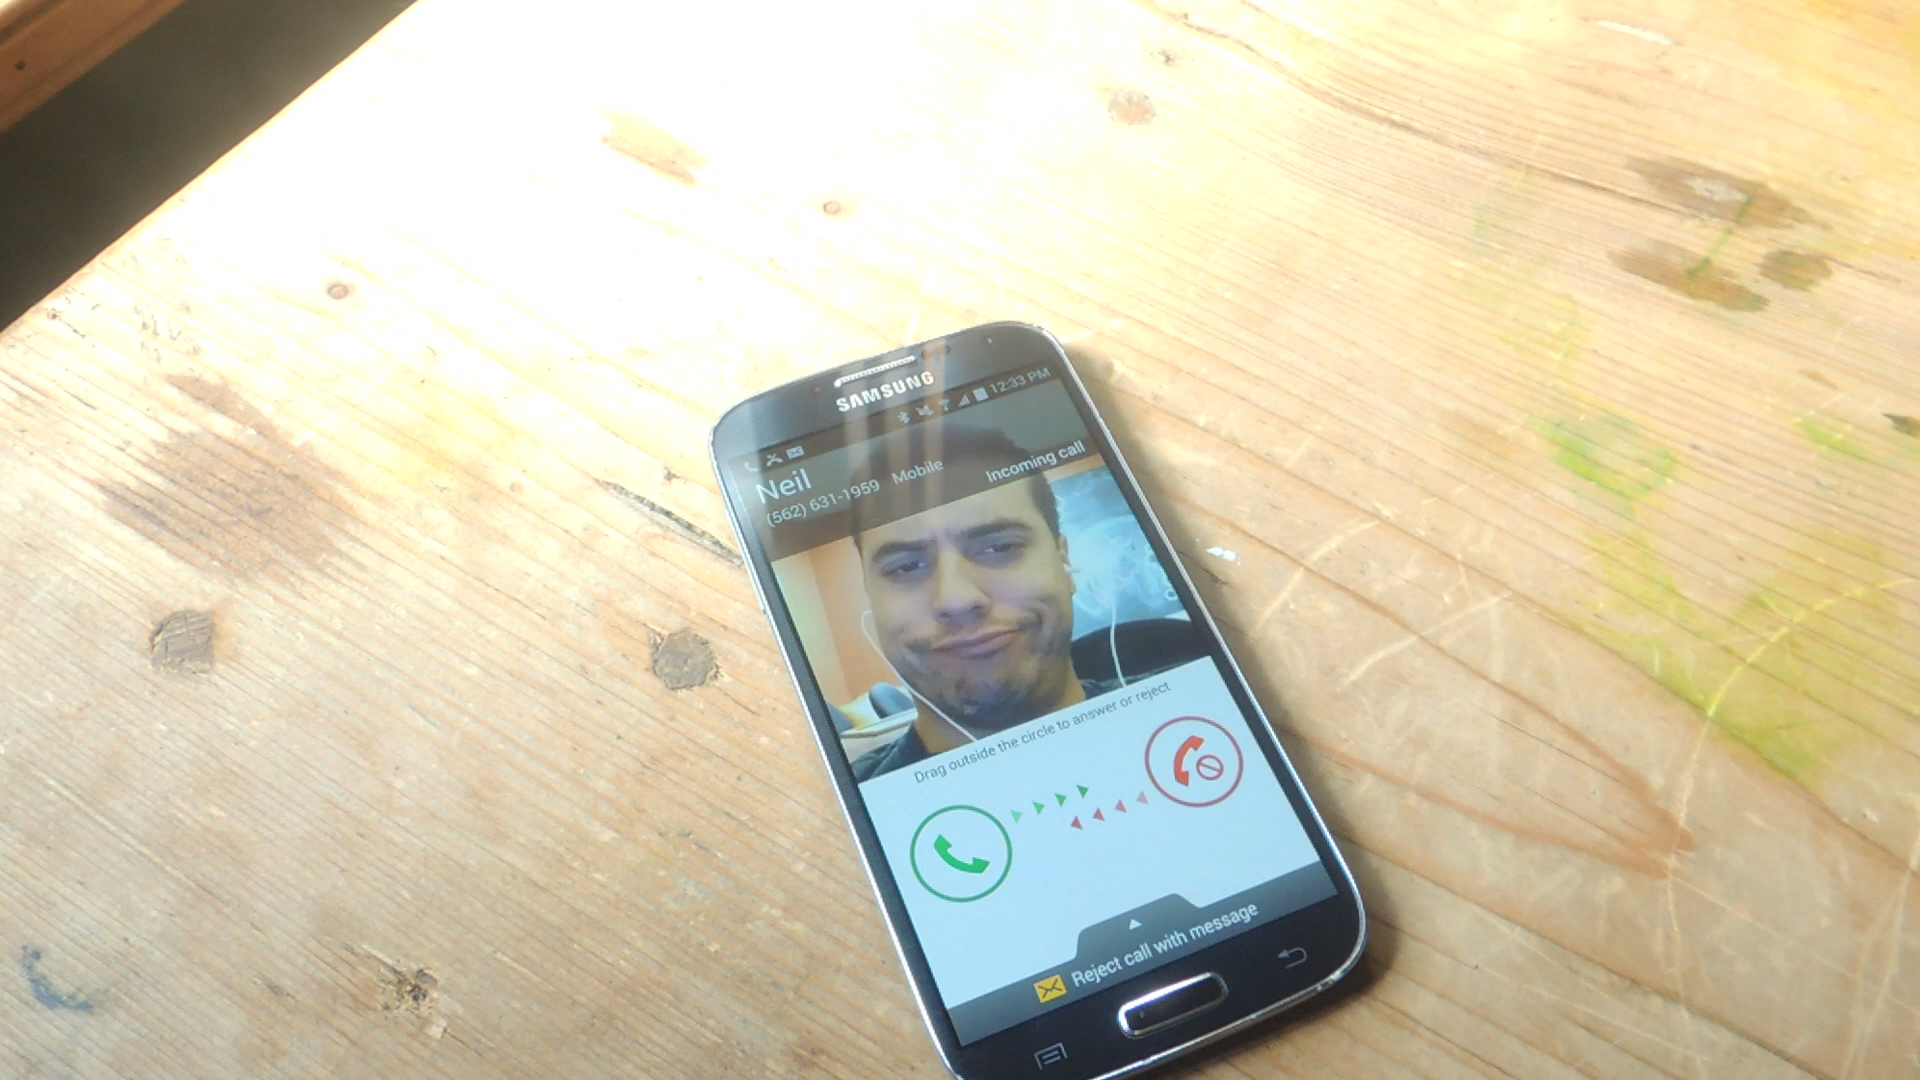 SAMSUNG
12:33 PM
Neil
(562) 631-1959 Mobile Incoming call
Drag outside the circle to answer or reject
Reject call with message